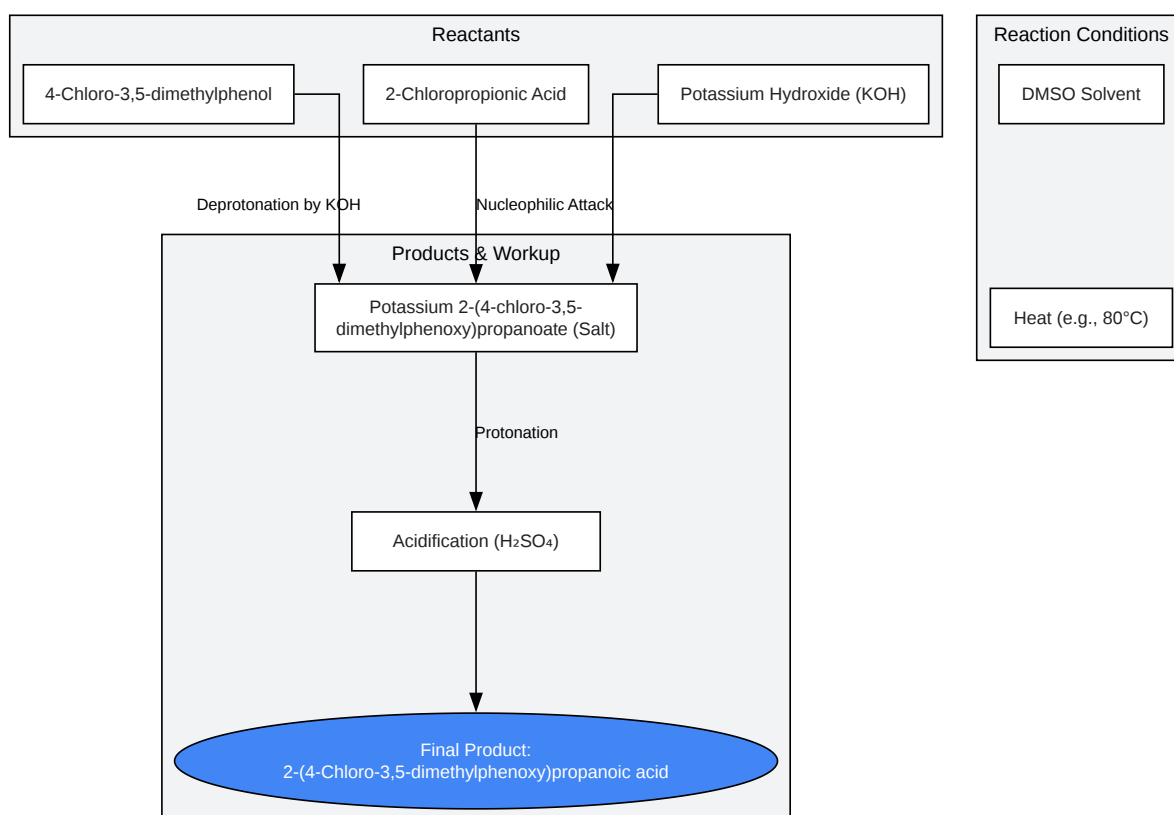 Reactants
4-Chloro-3,5-dimethylphenol
2-Chloropropionic Acid
Potassium Hydroxide (KOH)
Reaction Conditions
DMSO Solvent
Heat (e.g., 80°C)
Deprotonation by KOH
Nucleophilic Attack
Products & Workup
Potassium 2-(4-chloro-3,5-
dimethylphenoxy)propanoate (Salt)
Protonation
Acidification (H₂SO₄)
Final Product:
2-(4-Chloro-3,5-dimethylphenoxy)propanoic acid